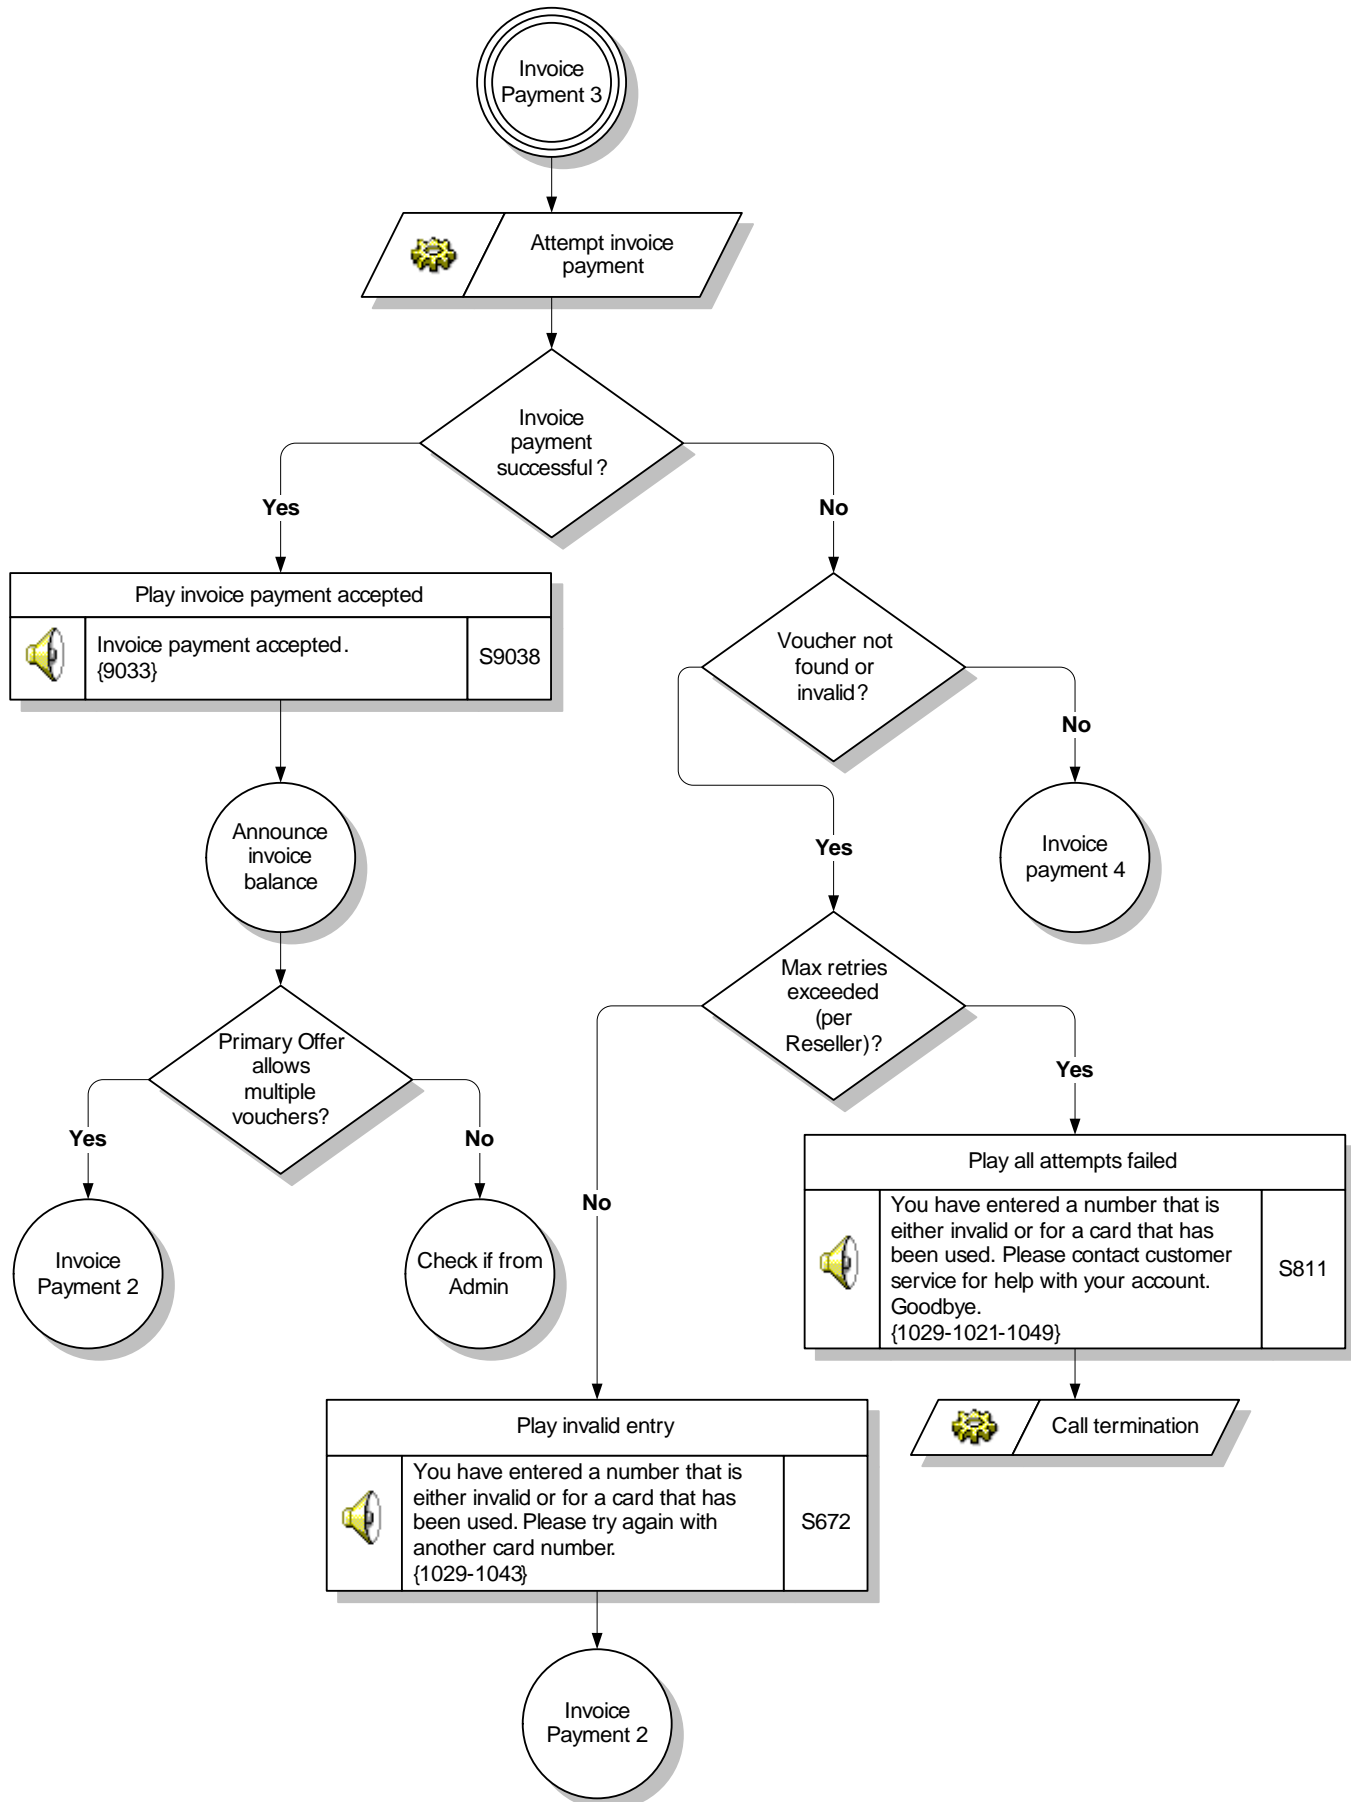 Invoice
Payment 3
Attempt invoice
payment
Invoice
payment
successful?
Yes
No
Play invoice payment accepted
Invoice payment accepted.
{9033}
S9038
Voucher not
found or
invalid?
No
Announce
invoice
balance
Invoice
payment 4
Yes
Max retries
exceeded
(per
Reseller)?
Primary Offer
allows
multiple
vouchers?
Yes
No
Yes
No
Play all attempts failed
You have entered a number that is
either invalid or for a card that has
been used. Please contact customer
service for help with your account.
Goodbye.
{1029-1021-1049}
S811
Invoice
Payment 2
Check if from
Admin
Call termination
Play invalid entry
You have entered a number that is
either invalid or for a card that has
been used. Please try again with
another card number.
{1029-1043}
S672
Invoice
Payment 2